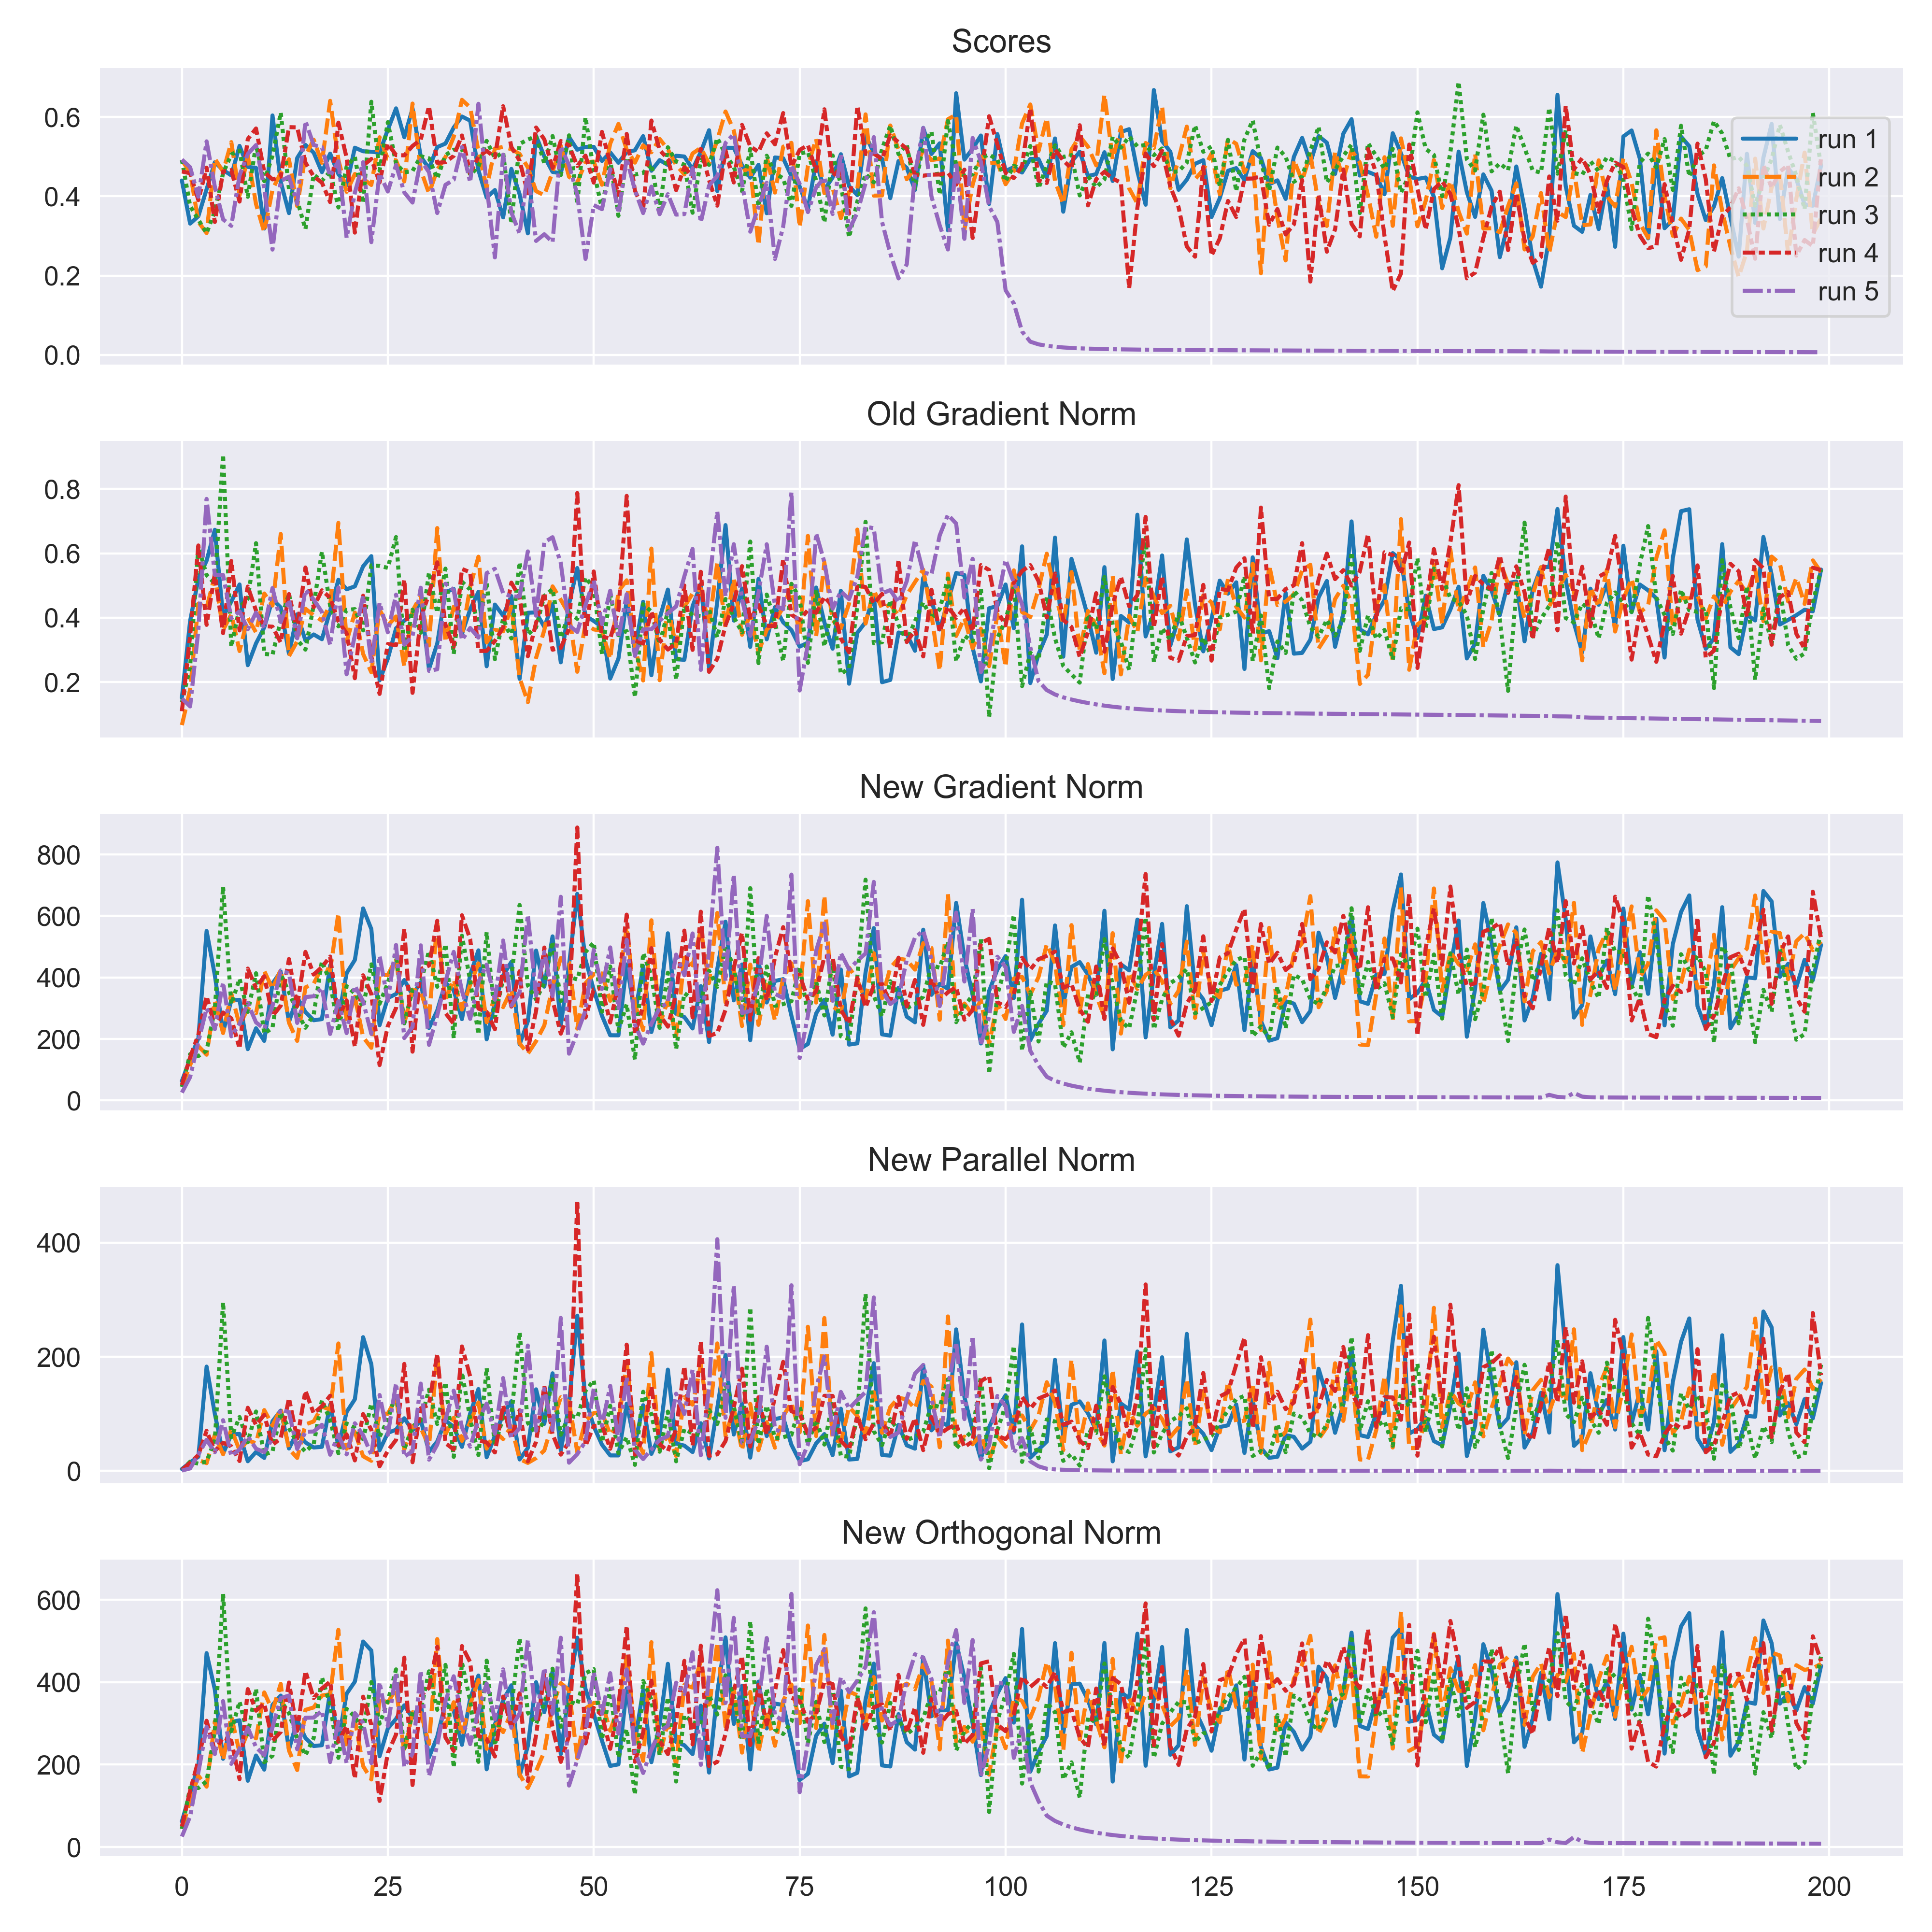 Scores
0.6
0.4
0.2
0.0
run 1
run 2
run 3
run 4
run 5
Old Gradient Norm
0.8
0.6
0.4
0.2
New Gradient Norm
800
600
400
200
0
New Parallel Norm
400
200
0
New Orthogonal Norm
600
400
200
0
0 25 50 75 100 125 150 175 200